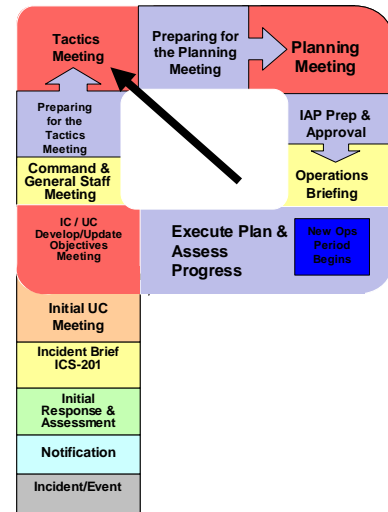 Tactics
Meeting
Preparing for
the Planning
Meeting
Planning
Meeting
Preparing
for the
Tactics
Meeting
IAP Prep &
Approval
Command &
General Staff
Meeting
Operations
Briefing
IC / UC
Develop/Update
Objectives
Meeting
Execute Plan &
Assess
Progress
New Ops
Period
Begins
Initial UC
Meeting
Incident Brief
ICS-201
Initial
Response &
Assessment
Notification
Incident/Event